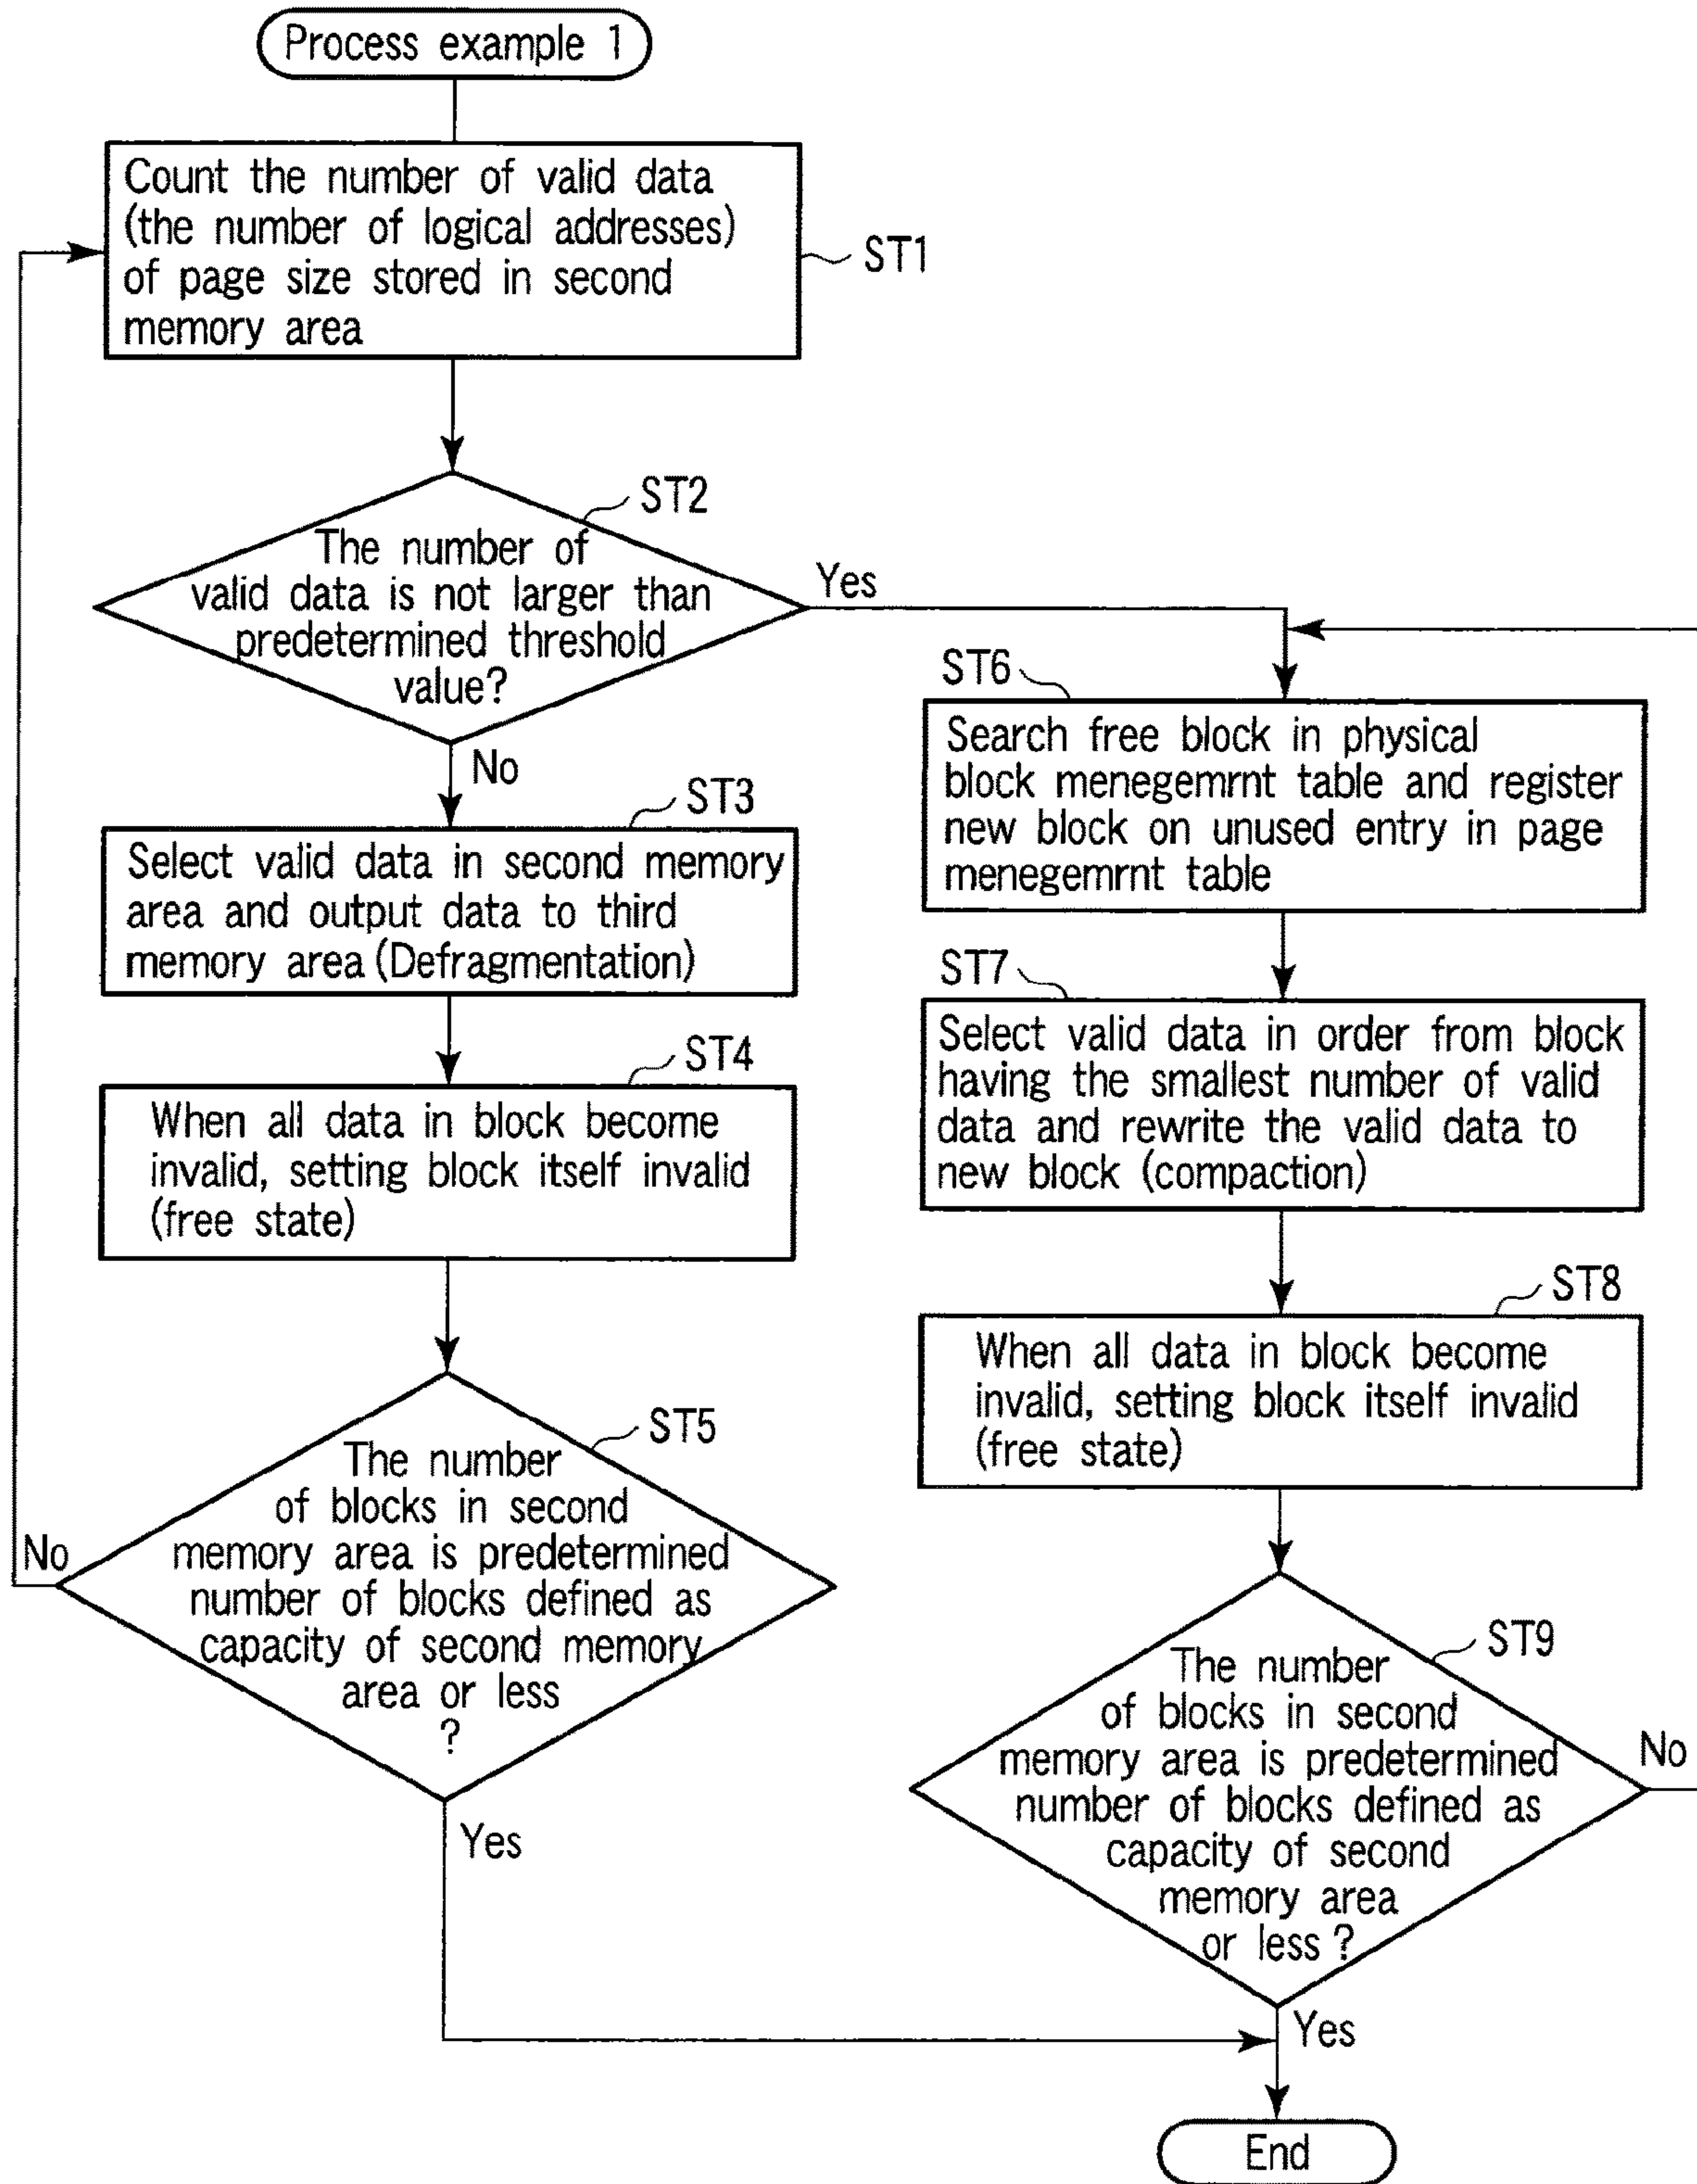 Process example 1
Count the number of valid data
(the number of logical addresses)
of page size stored in second
memory area
ST1
ST2
The number of
valid data is not larger than
predetermined threshold
value?
Yes
No
ST3
Select valid data in second memory
area and output data to third
memory area (Defragmentation)
ST4
When all data in block become
invalid, setting block itself invalid
(free state)
ST5
The number
of blocks in second
memory area is predetermined
number of blocks defined as
capacity of second memory
area or less
?
No
Yes
ST6
Search free block in physical
block menegemrnt table and register
new block on unused entry in page
menegemrnt table
ST7
Select valid data in order from block
having the smallest number of valid
data and rewrite the valid data to
new block (compaction)
ST8
When all data in block become
invalid, setting block itself invalid
(free state)
ST9
The number
of blocks in second
memory area is predetermined
number of blocks defined as
capacity of second
memory area
or less ?
No
Yes
End